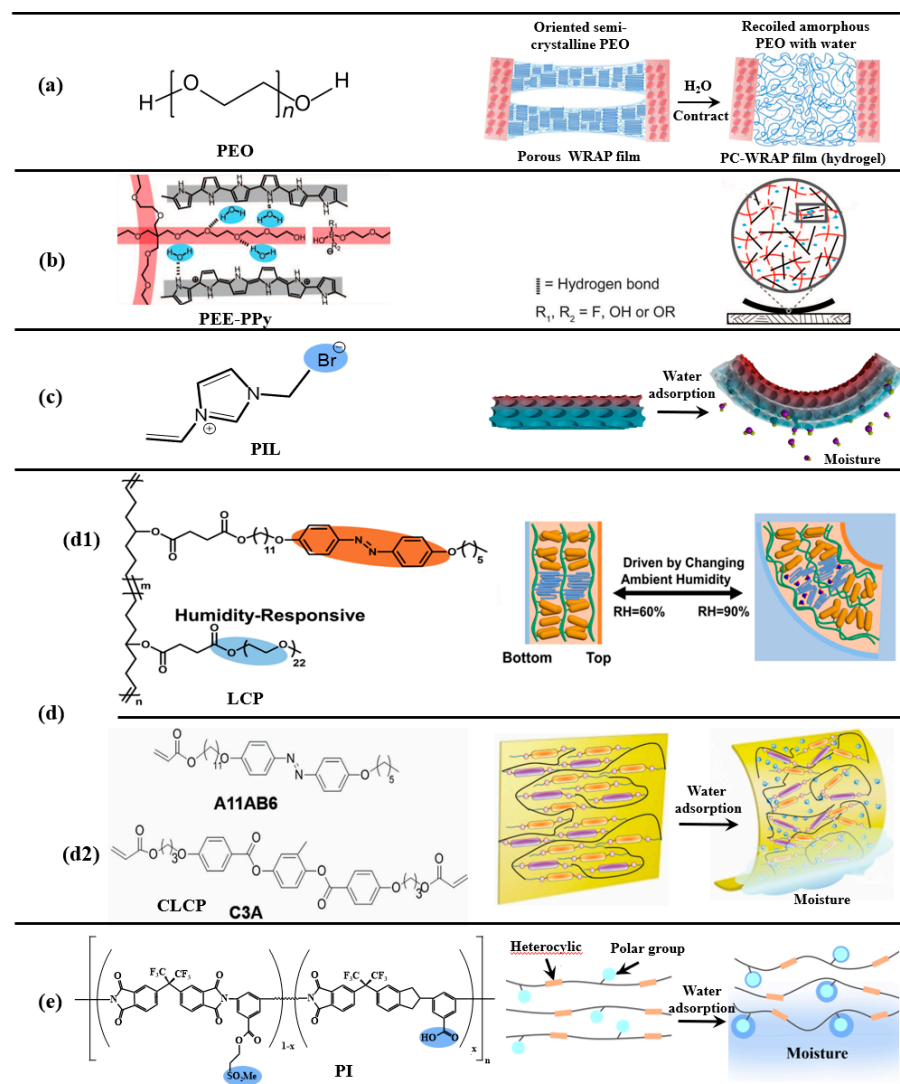 (a)
H
O
n
O
H
PEO
Oriented semi-
crystalline PEO
Porous WRAP film
H₂O
Contract
Recoiled amorphous
PEO with water
PC-WRAP film (hydrogel)
(b)
PEE-PPy
= Hydrogen bond
R₁, R₂ = F, OH or OR
(c)
Br⊖
N
N
⊕
PIL
Water
adsorption
Moisture
(d)
(d1)
m
n
O
O
O
O
11
O
N
N
O
5
Humidity-Responsive
O
O
O
O
O
22
LCP
Driven by Changing
Ambient Humidity
RH=60%
RH=90%
Bottom
Top
(d2)
O
O
11
O
N
N
O
5
A11AB6
O
O
3
O
O
O
O
O
O
3
O
O
CLCP
C3A
Water
adsorption
Moisture
(e)
O
O
N
F₃C
CF₃
O
O
N
O
O
SO₂Me
1-x
O
O
N
F₃C
CF₃
HO
O
x
n
PI
Heterocylic
Polar group
Water
adsorption
Moisture